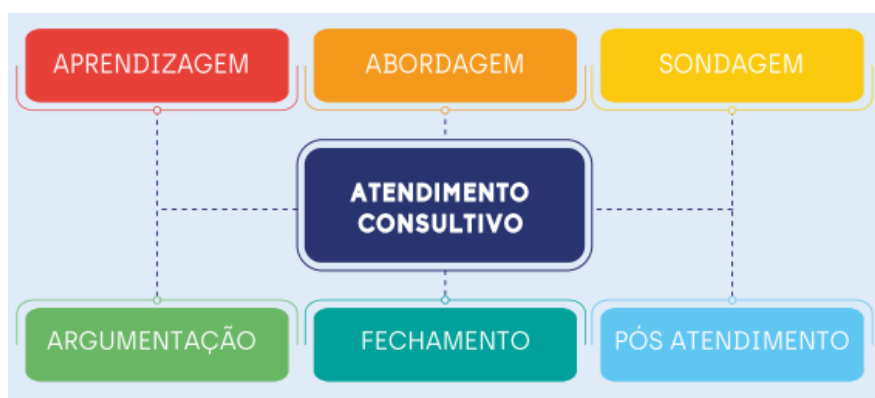 APRENDIZAGEM
ABORDAGEM
SONDAGEM
ATENDIMENTO
CONSULTIVO
ARGUMENTAÇÃO
FECHAMENTO
PÓS ATENDIMENTO